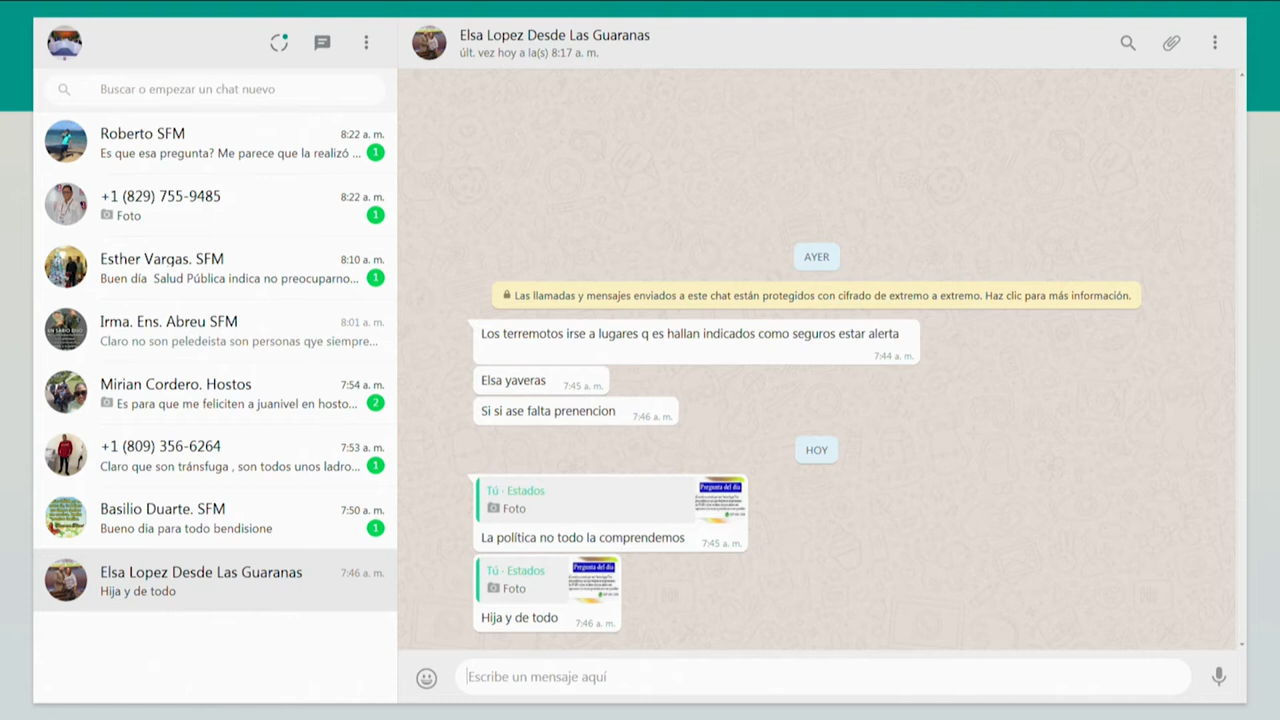 Elsa Lopez Desde Las Guaranas
últ. vez hoy a la(s) 8:17 a. m.
Buscar o empezar un chat nuevo
Roberto SFM
8:22 a. m.
Es que esa pregunta? Me parece que la realizó ...
1
+1 (829) 755-9485
8:22 a. m.
Foto
1
Esther Vargas. SFM
8:10 a. m.
Buen día Salud Pública indica no preocuparno...
1
Irma. Ens. Abreu SFM
8:01 a. m.
Claro no son peledeista son personas qye siempre...
Mirian Cordero. Hostos
7:54 a. m.
Es para que me feliciten a juanivel en hosto...
2
+1 (809) 356-6264
7:53 a. m.
Claro que son tránsfuga , son todos unos ladro...
1
Basilio Duarte. SFM
7:50 a. m.
Bueno dia para todo bendisione
1
Elsa Lopez Desde Las Guaranas
7:46 a. m.
Hija y de todo
AYER
Las llamadas y mensajes enviados a este chat están protegidos con cifrado de extremo a extremo. Haz clic para más información.
Los terremotos irse a lugares q es hallan indicados como seguros estar alerta
7:44 a. m.
Elsa yaveras
7:45 a. m.
Si si ase falta prenencion
7:46 a. m.
HOY
Tú · Estados
Foto
Pregunta del día
La política no todo la comprendemos
7:45 a. m.
Tú · Estados
Foto
Pregunta del día
Hija y de todo
7:46 a. m.
Escribe un mensaje aquí